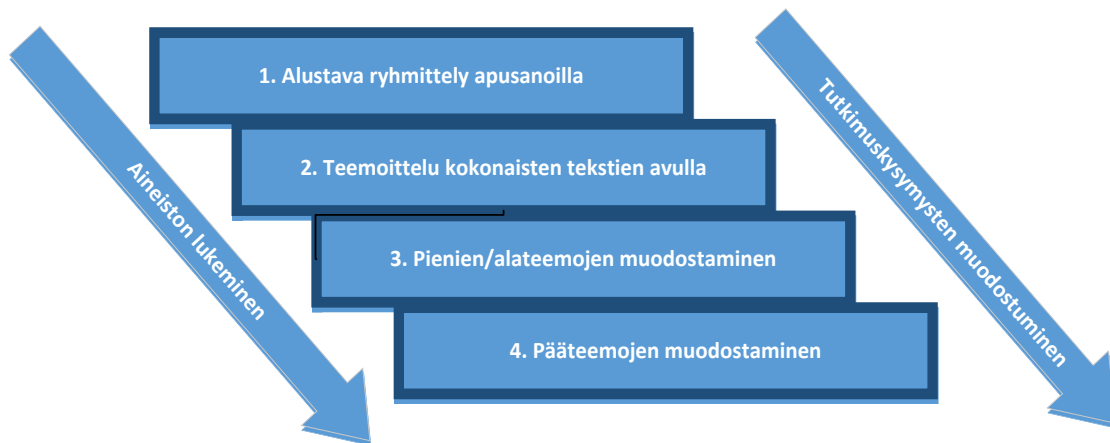 1. Alustava ryhmittely apusanoilla
2. Teemoittelu kokonaisten tekstien avulla
3. Pienien/alateemojen muodostaminen
4. Pääteemojen muodostaminen
Aineiston lukeminen
Tutkimuskysymysten muodostuminen